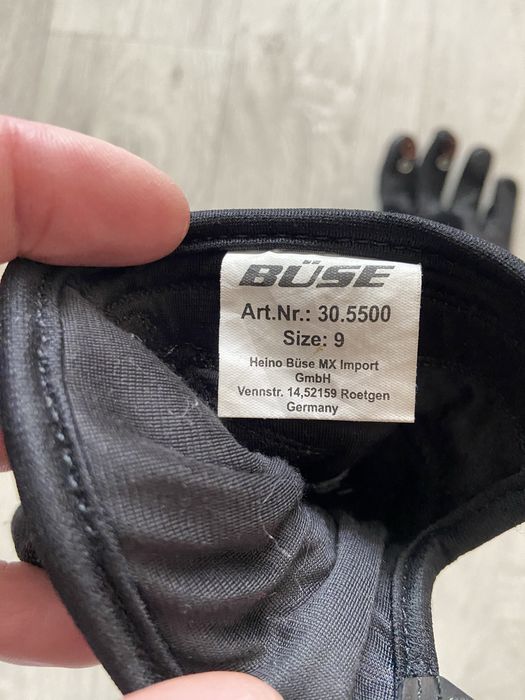 BÜSE
Art.Nr.: 30.5500
Size: 9
Heino Büse MX Import
GmbH
Vennstr. 14,52159 Roetgen
Germany